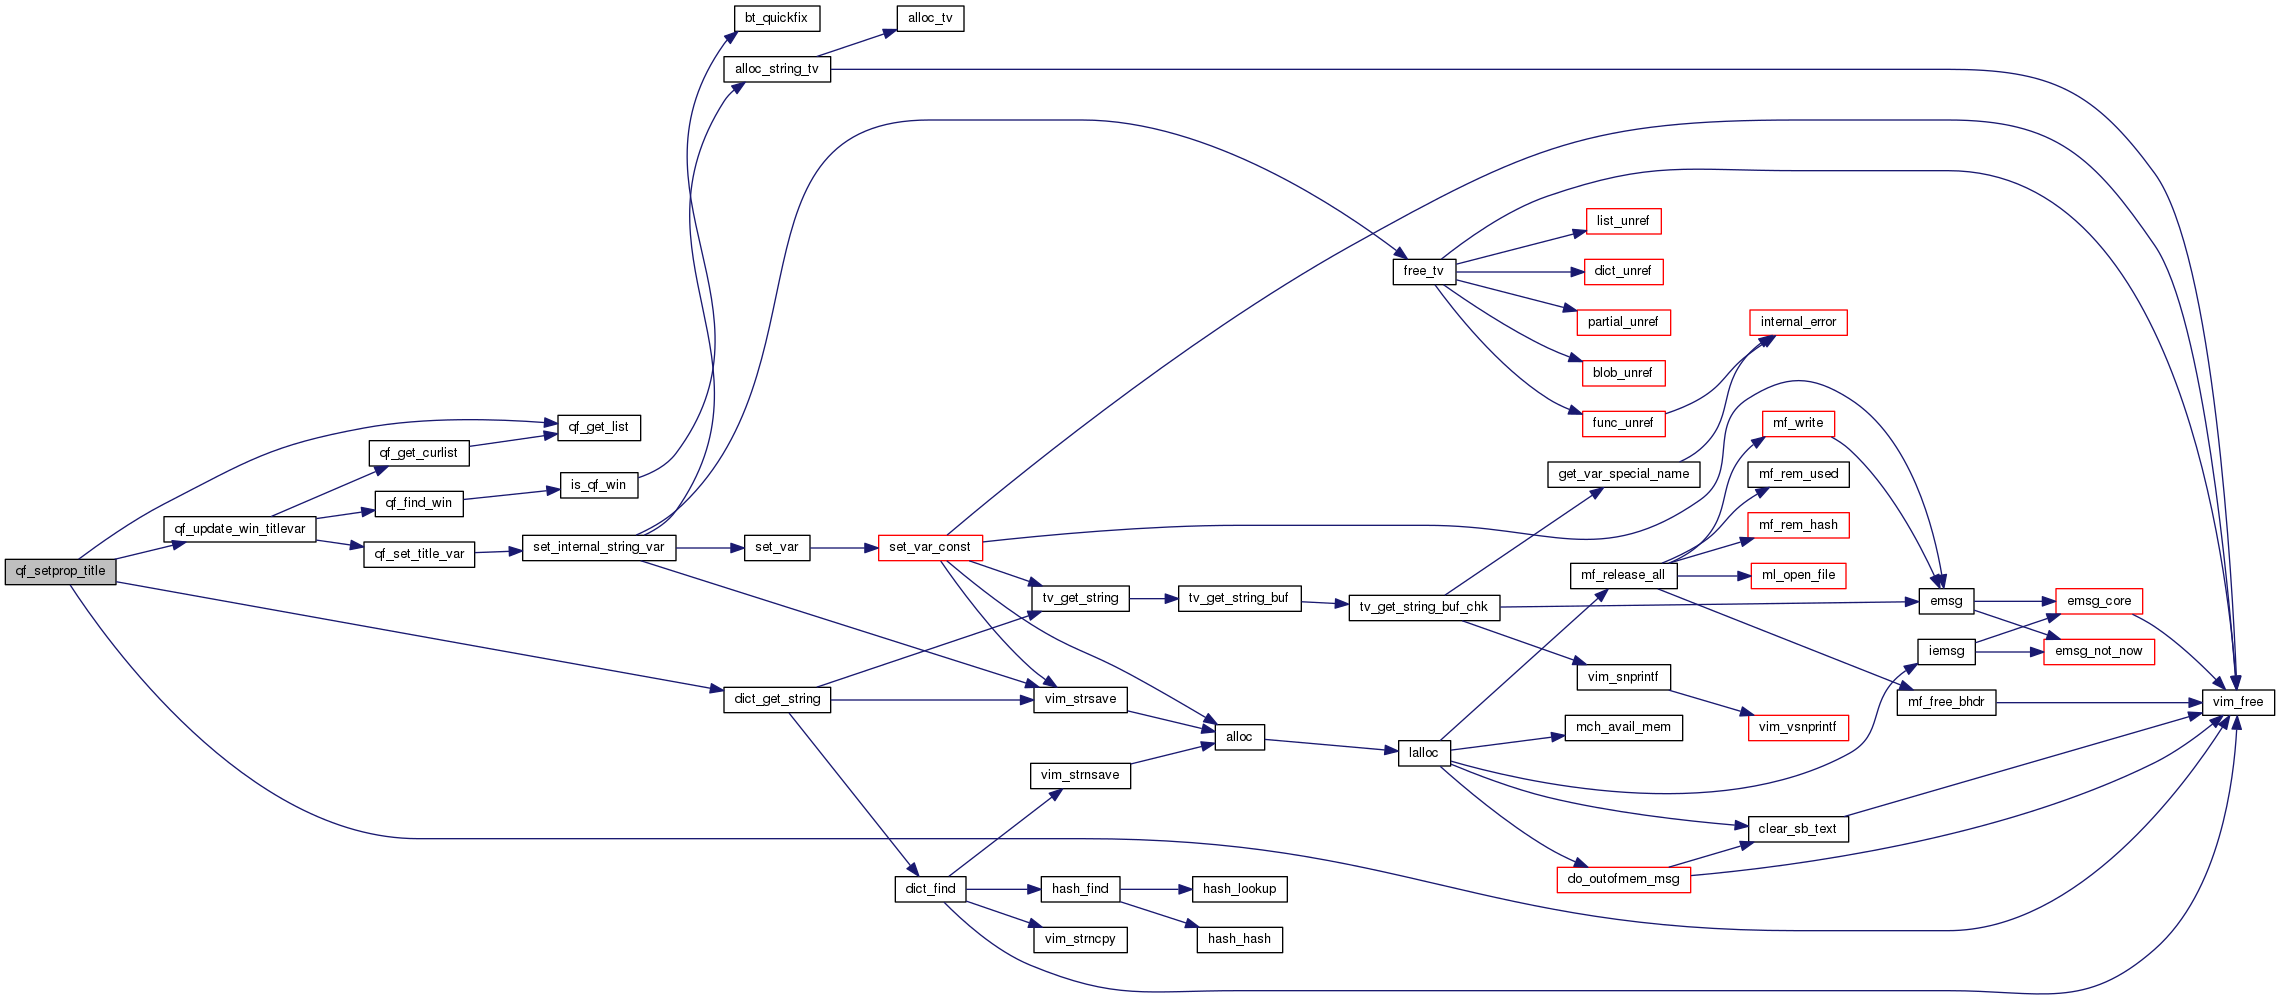 bt_quickfix
alloc_tv
alloc_string_tv
list_unref
free_tv
dict_unref
partial_unref
internal_error
blob_unref
func_unref
mf_write
qf_get_list
qf_get_curlist
get_var_special_name
mf_rem_used
is_qf_win
qf_find_win
qf_update_win_titlevar
mf_rem_hash
qf_set_title_var
set_internal_string_var
set_var
set_var_const
qf_setprop_title
mf_release_all
ml_open_file
tv_get_string
tv_get_string_buf
tv_get_string_buf_chk
emsg
emsg_core
iemsg
emsg_not_now
vim_snprintf
dict_get_string
vim_strsave
mf_free_bhdr
vim_free
vim_vsnprintf
mch_avail_mem
alloc
lalloc
vim_strnsave
clear_sb_text
do_outofmem_msg
dict_find
hash_find
hash_lookup
vim_strncpy
hash_hash